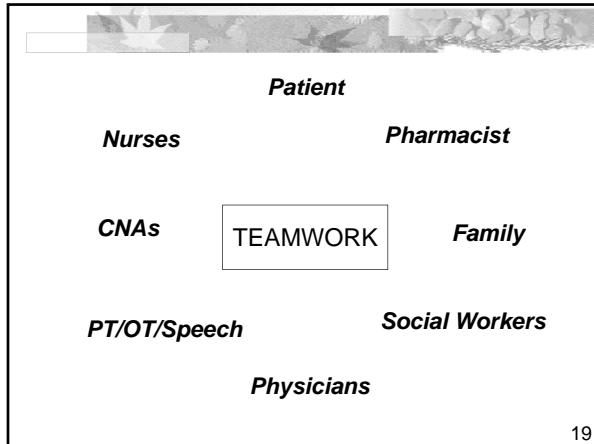 Patient
Nurses
Pharmacist
CNAs
TEAMWORK
Family
PT/OT/Speech
Social Workers
Physicians
19